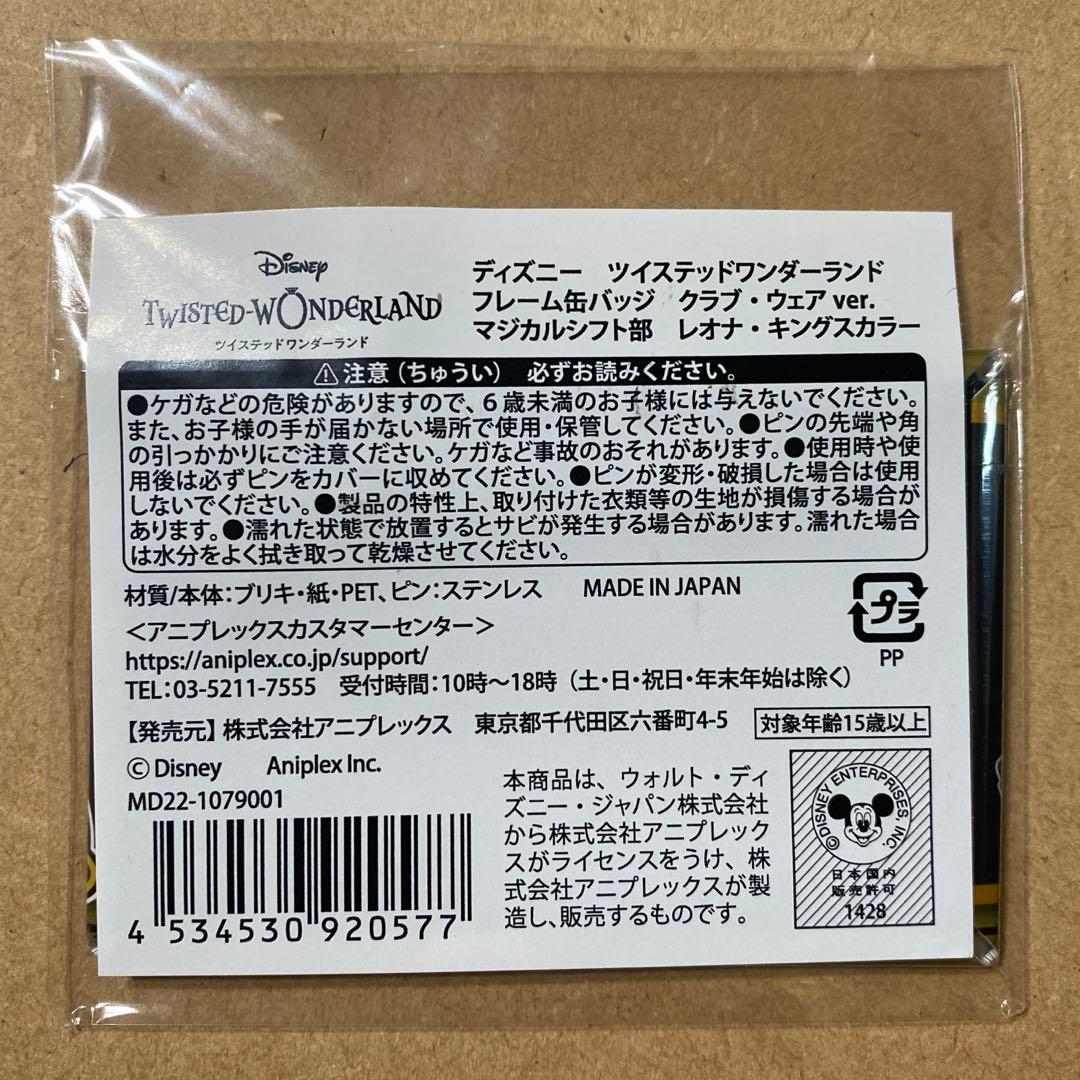 Disney
TWISTED-WONDERLAND
ツイステッドワンダーランド
ディズニー　ツイステッドワンダーランド
フレーム缶バッジ　クラブ・ウェア ver.
マジカルシフト部　レオナ・キングスカラー
⚠注意（ちゅうい）　必ずお読みください。
●ケガなどの危険がありますので、６歳未満のお子様には与えないでください。
また、お子様の手が届かない場所で使用・保管してください。●ピンの先端や角
の引っかかりにご注意ください。ケガなど事故のおそれがあります。●使用時や使
用後は必ずピンをカバーに収めてください。●ピンが変形・破損した場合は使用
しないでください。●製品の特性上、取り付けた衣類等の生地が損傷する場合が
あります。●濡れた状態で放置するとサビが発生する場合があります。濡れた場合
は水分をよく拭き取って乾燥させてください。
材質/本体：ブリキ・紙・PET、ピン：ステンレス　MADE IN JAPAN
＜アニプレックスカスタマーセンター＞
https://aniplex.co.jp/support/
TEL：03-5211-7555　受付時間：10時〜18時（土・日・祝日・年末年始は除く）
プラ
PP
【発売元】株式会社アニプレックス　東京都千代田区六番町4-5
対象年齢15歳以上
© Disney　Aniplex Inc.
MD22-1079001
4 534530 920577
本商品は、ウォルト・ディ
ズニー・ジャパン株式会社
から株式会社アニプレック
スがライセンスをうけ、株
式会社アニプレックスが製
造し、販売するものです。
©DISNEY ENTERPRISES, INC.
日本国内
販売許可
1428